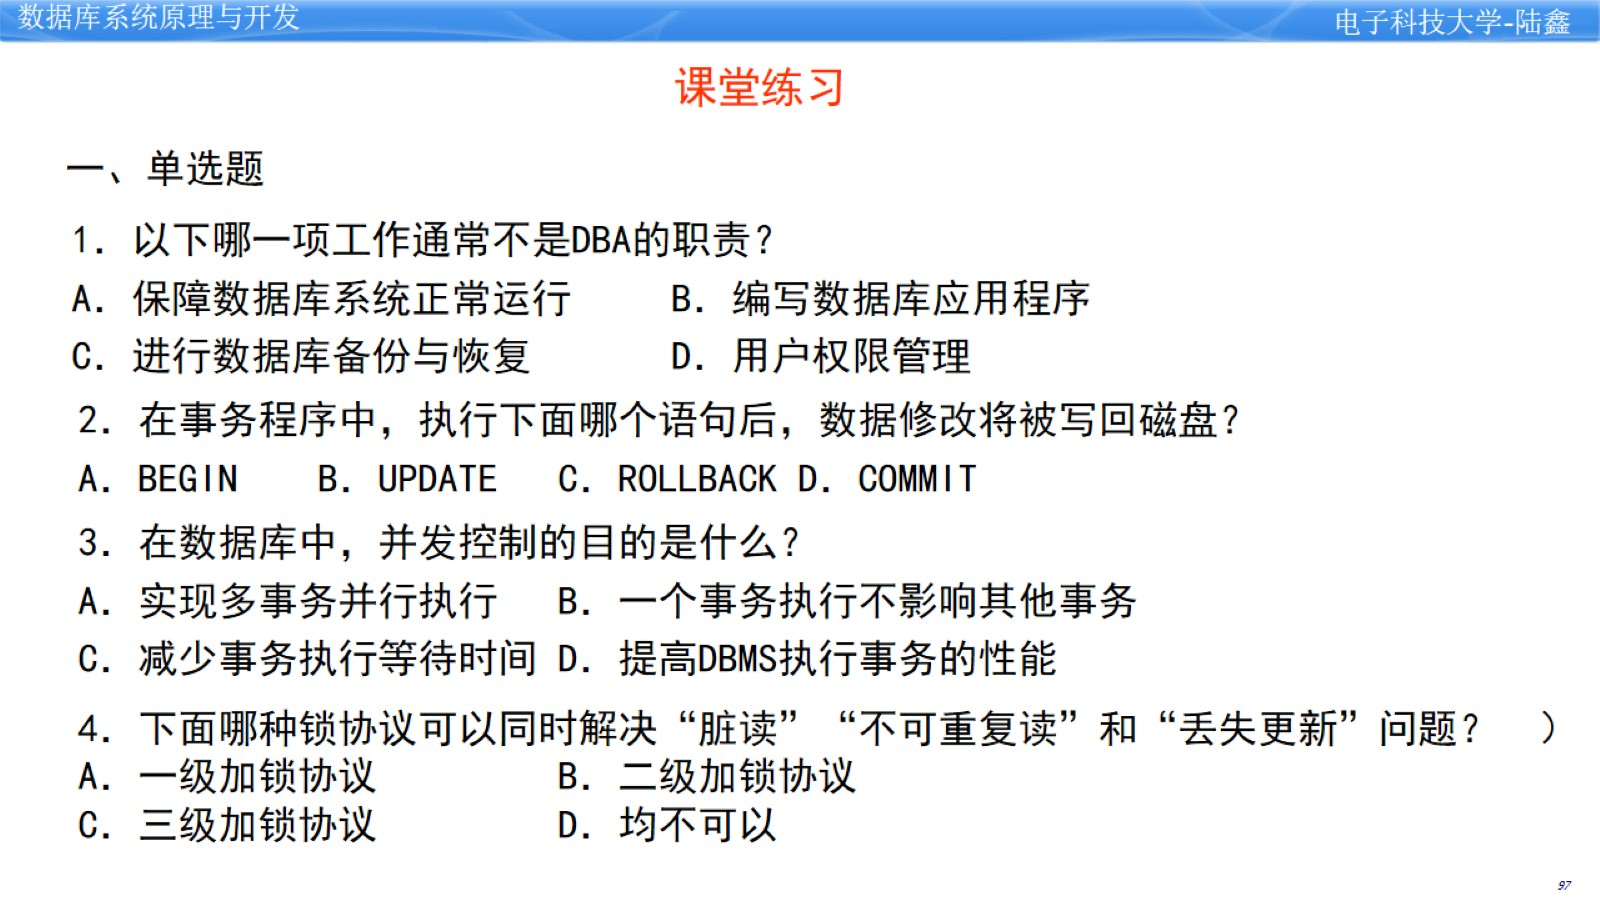 数据库系统原理与开发
电子科技大学-陆鑫
课堂练习
一、单选题
1. 以下哪一项工作通常不是DBA的职责?
A. 保障数据库系统正常运行 B. 编写数据库应用程序
C. 进行数据库备份与恢复 D. 用户权限管理
2. 在事务程序中，执行下面哪个语句后，数据修改将被写回磁盘?
A. BEGIN B. UPDATE C. ROLLBACK D. COMMIT
3. 在数据库中，并发控制的目的是什么?
A. 实现多事务并行执行 B. 一个事务执行不影响其他事务
C. 减少事务执行等待时间 D. 提高DBMS执行事务的性能
4. 下面哪种锁协议可以同时解决“脏读”“不可重复读”和“丢失更新”问题? ）
A. 一级加锁协议 B. 二级加锁协议
C. 三级加锁协议 D. 均不可以
97